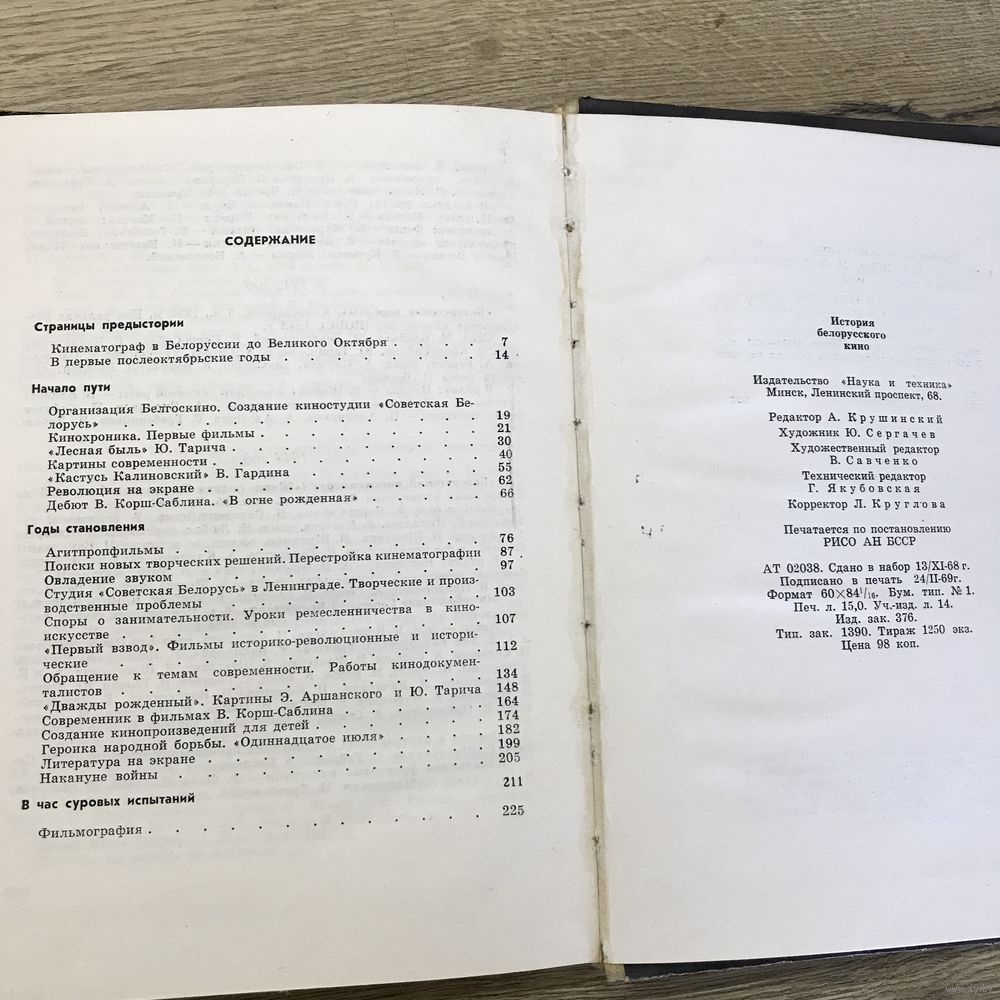 СОДЕРЖАНИЕ
Страницы предыстории
Кинематограф в Белоруссии до Великого Октября . . . . 7
В первые послеоктябрьские годы . . . . . . . . 14
Начало пути
Организация Белгоскино. Создание киностудии «Советская Бе-
лорусь» . . . . . . . . . . . . . 19
Кинохроника. Первые фильмы . . . . . . . . 21
«Лесная быль» Ю. Тарича . . . . . . . . . 30
Картины современности . . . . . . . . . . 40
«Кастусь Калиновский» В. Гардина . . . . . . . 55
Революция на экране . . . . . . . . . . 62
Дебют В. Корш-Саблина. «В огне рожденная» . . . . . 66
Годы становления
Агитпропфильмы . . . . . . . . . . . 76
Поиски новых творческих решений. Перестройка кинематографии 87
Овладение звуком . . . . . . . . . . . 97
Студия «Советская Белорусь» в Ленинграде. Творческие и произ-
водственные проблемы . . . . . . . . . . 103
Споры о занимательности. Уроки ремесленничества в кино-
искусстве . . . . . . . . . . . . . 107
«Первый взвод». Фильмы историко-революционные и истори-
ческие . . . . . . . . . . . . . . 112
Обращение к темам современности. Работы кинодокумен-
талистов . . . . . . . . . . . . . 134
«Дважды рожденный». Картины Э. Аршанского и Ю. Тарича 148
Современник в фильмах В. Корш-Саблина . . . . . 164
Создание кинопроизведений для детей . . . . . . 174
Героика народной борьбы. «Одиннадцатое июля» . . . . 182
Литература на экране . . . . . . . . . . 199
Накануне войны . . . . . . . . . . . 205
В час суровых испытаний 211
Фильмография . . . . . . . . . . . . 225
История
белорусского
кино
Издательство «Наука и техника»
Минск, Ленинский проспект, 68.
Редактор А. Крушинский
Художник Ю. Сергачев
Художественный редактор
В. Савченко
Технический редактор
Г. Якубовская
Корректор Л. Круглова
Печатается по постановлению
РИСО АН БССР
АТ 02038. Сдано в набор 13/XI-68 г.
Подписано в печать 24/II-69г.
Формат 60×84¹/₁₆. Бум. тип. № 1.
Печ. л. 15,0. Уч.-изд. л. 14.
Изд. зак. 376.
Тип. зак. 1390. Тираж 1250 экз.
Цена 98 коп.